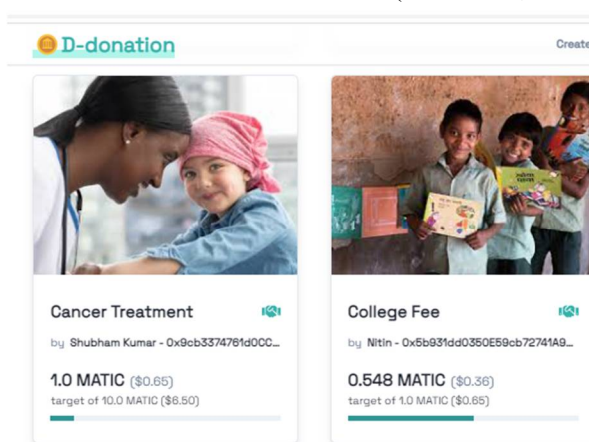 D-donation
Create
Cancer Treatment
by Shubham Kumar - 0x9cb3374761d0CC...
1.0 MATIC ($0.65)
target of 10.0 MATIC ($6.50)
College Fee
by Nitin - 0x5b931dd0350E59cb72741A9...
0.548 MATIC ($0.36)
target of 1.0 MATIC ($0.65)